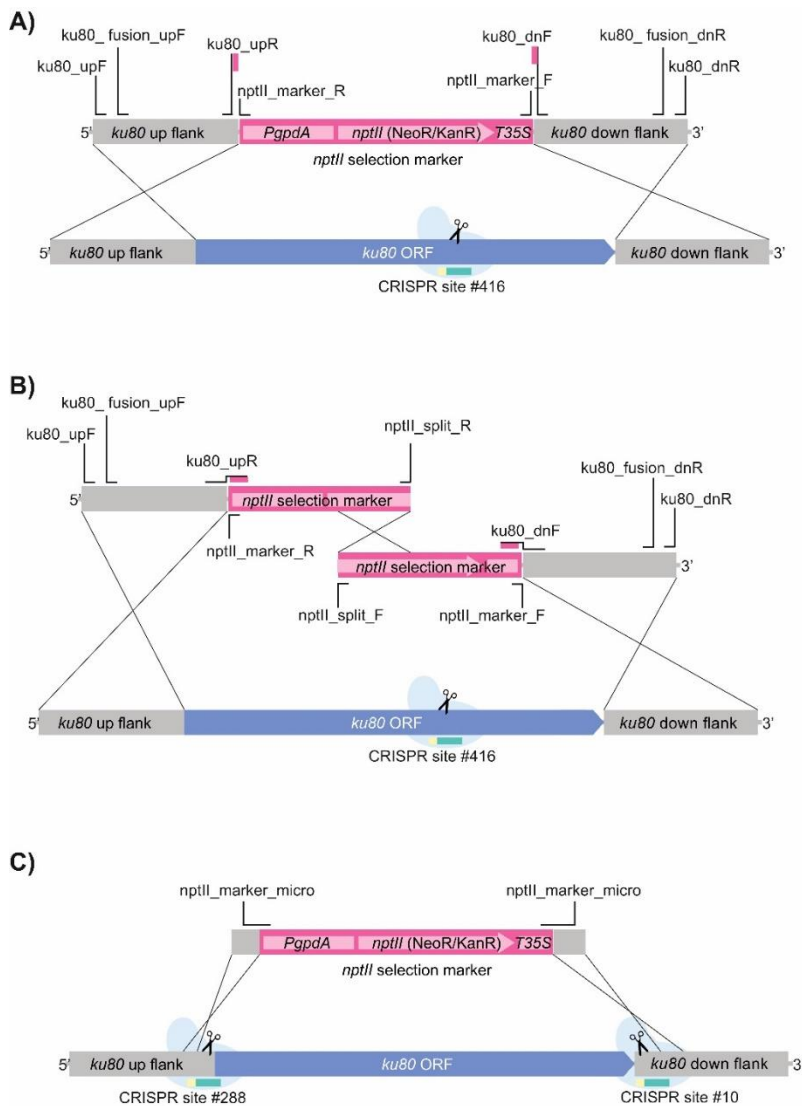 A)
ku80_ fusion_upF
ku80_upF
ku80_upR
nptII_marker_R
ku80_dnF
nptII_marker_F
ku80_ fusion_dnR
ku80_dnR
5’
ku80 up flank
PgpdA
nptII (NeoR/KanR)
T35S
ku80 down flank
3’
nptII selection marker
5’
ku80 up flank
ku80 ORF
ku80 down flank
3’
CRISPR site #416
B)
ku80_ fusion_upF
ku80_upF
ku80_upR
nptII_split_R
ku80_fusion_dnR
ku80_dnR
5’
nptII selection marker
nptII_marker_R
ku80_dnF
nptII selection marker
3’
nptII_split_F
nptII_marker_F
5’
ku80 up flank
ku80 ORF
ku80 down flank
3’
CRISPR site #416
C)
nptII_marker_micro
nptII_marker_micro
PgpdA
nptII (NeoR/KanR)
T35S
nptII selection marker
5’
ku80 up flank
ku80 ORF
ku80 down flank
3’
CRISPR site #288
CRISPR site #10